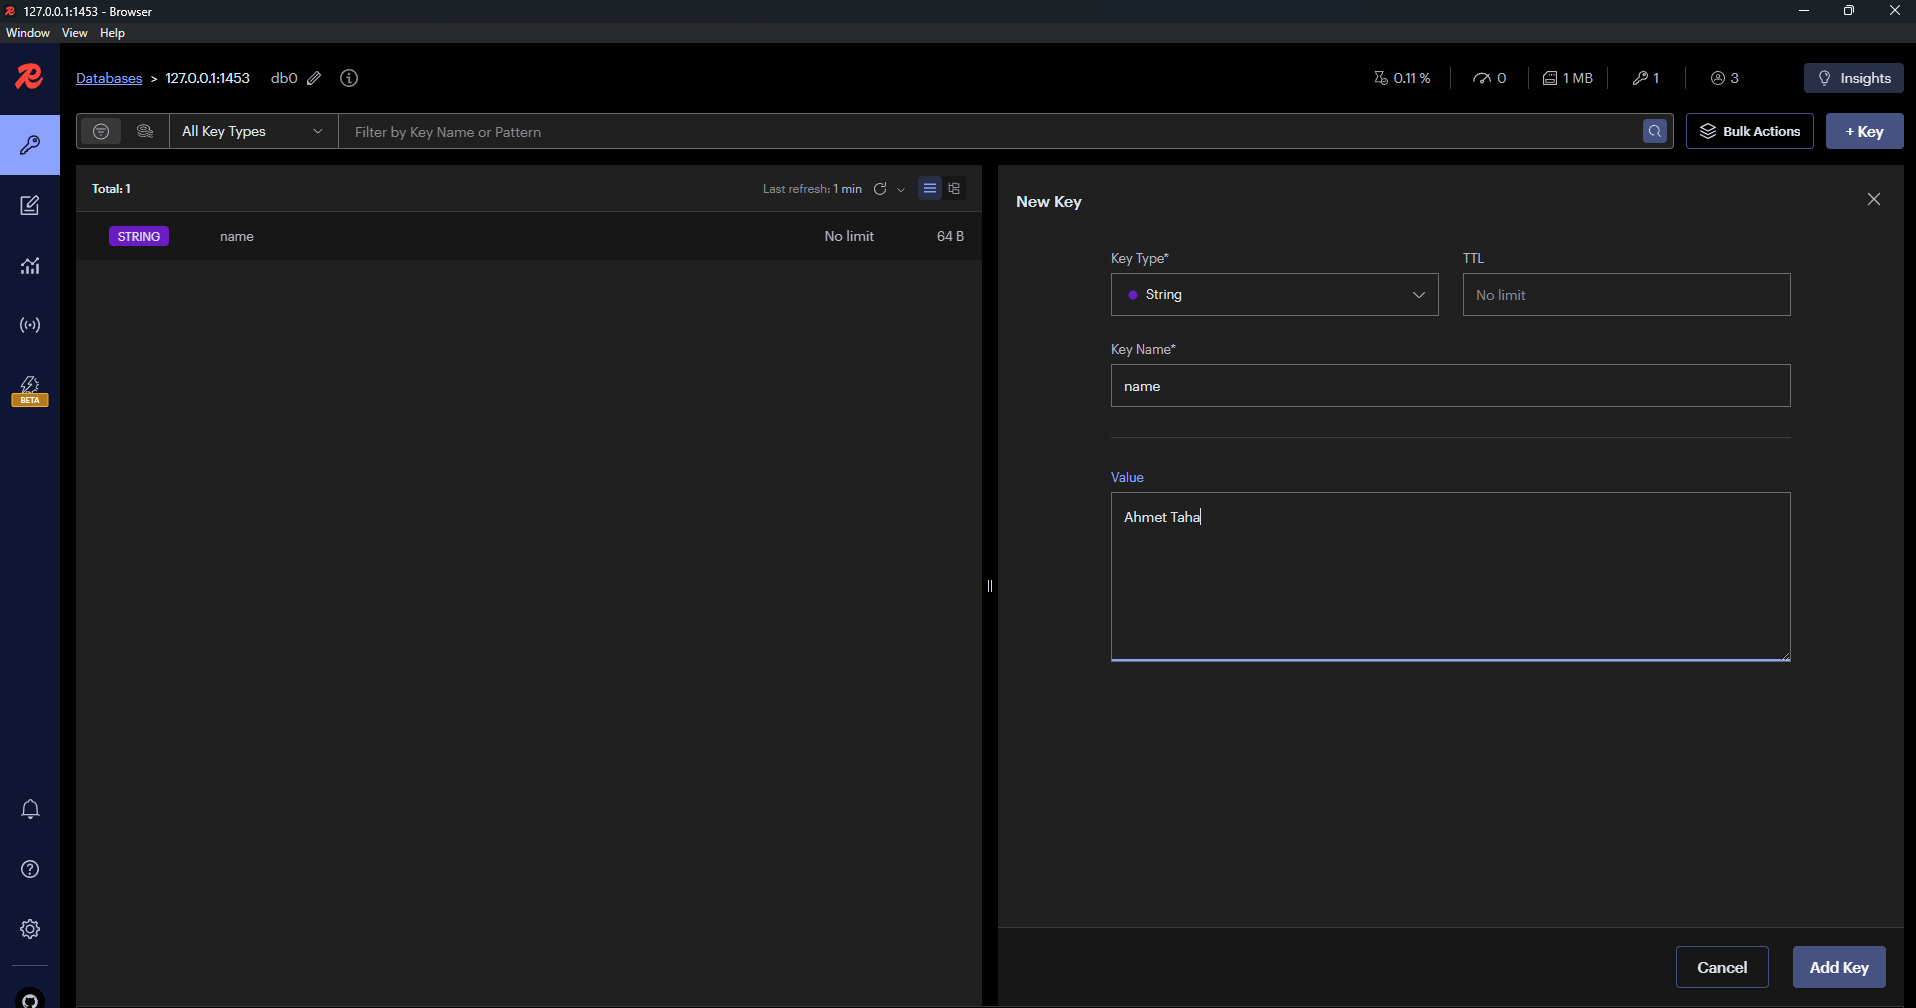 127.0.0.1:1453 - Browser
Window View Help
Databases > 127.0.0.1:1453 db0 0.11 % 0 1 MB 1 3 Insights
All Key Types Filter by Key Name or Pattern Bulk Actions + Key
Total: 1 Last refresh: 1 min
New Key
STRING name No limit 64 B
Key Type* TTL
String No limit
Key Name*
name
BETA
Value
Ahmet Taha
Cancel Add Key